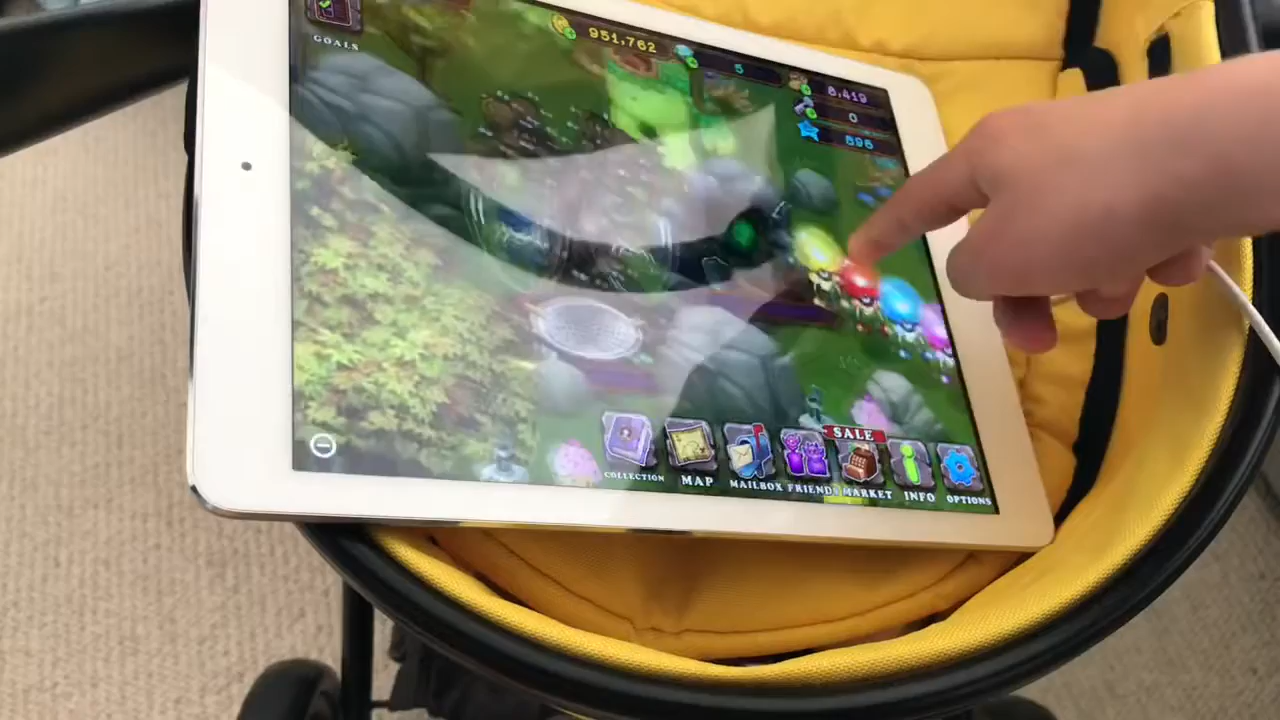 GOALS
951,762
5
8,419
0
896
SALE
COLLECTION
MAP
MAILBOX
FRIENDS
MARKET
INFO
OPTIONS